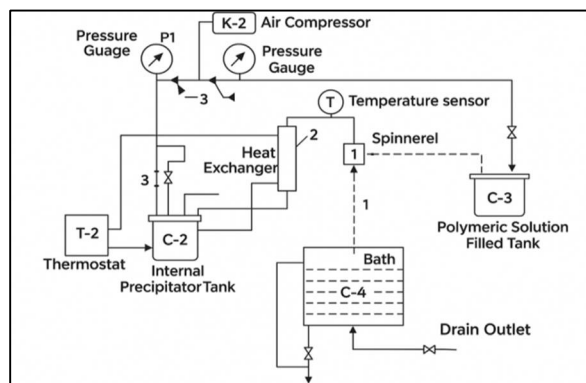 K-2 Air Compressor
Pressure
Guage
P1
Pressure
Gauge
3
T
Temperature sensor
2
Heat
Exchanger
1
Spinnerel
3
1
C-3
Polymeric Solution
Filled Tank
T-2
Thermostat
C-2
Internal
Precipitator Tank
Bath
C-4
Drain Outlet